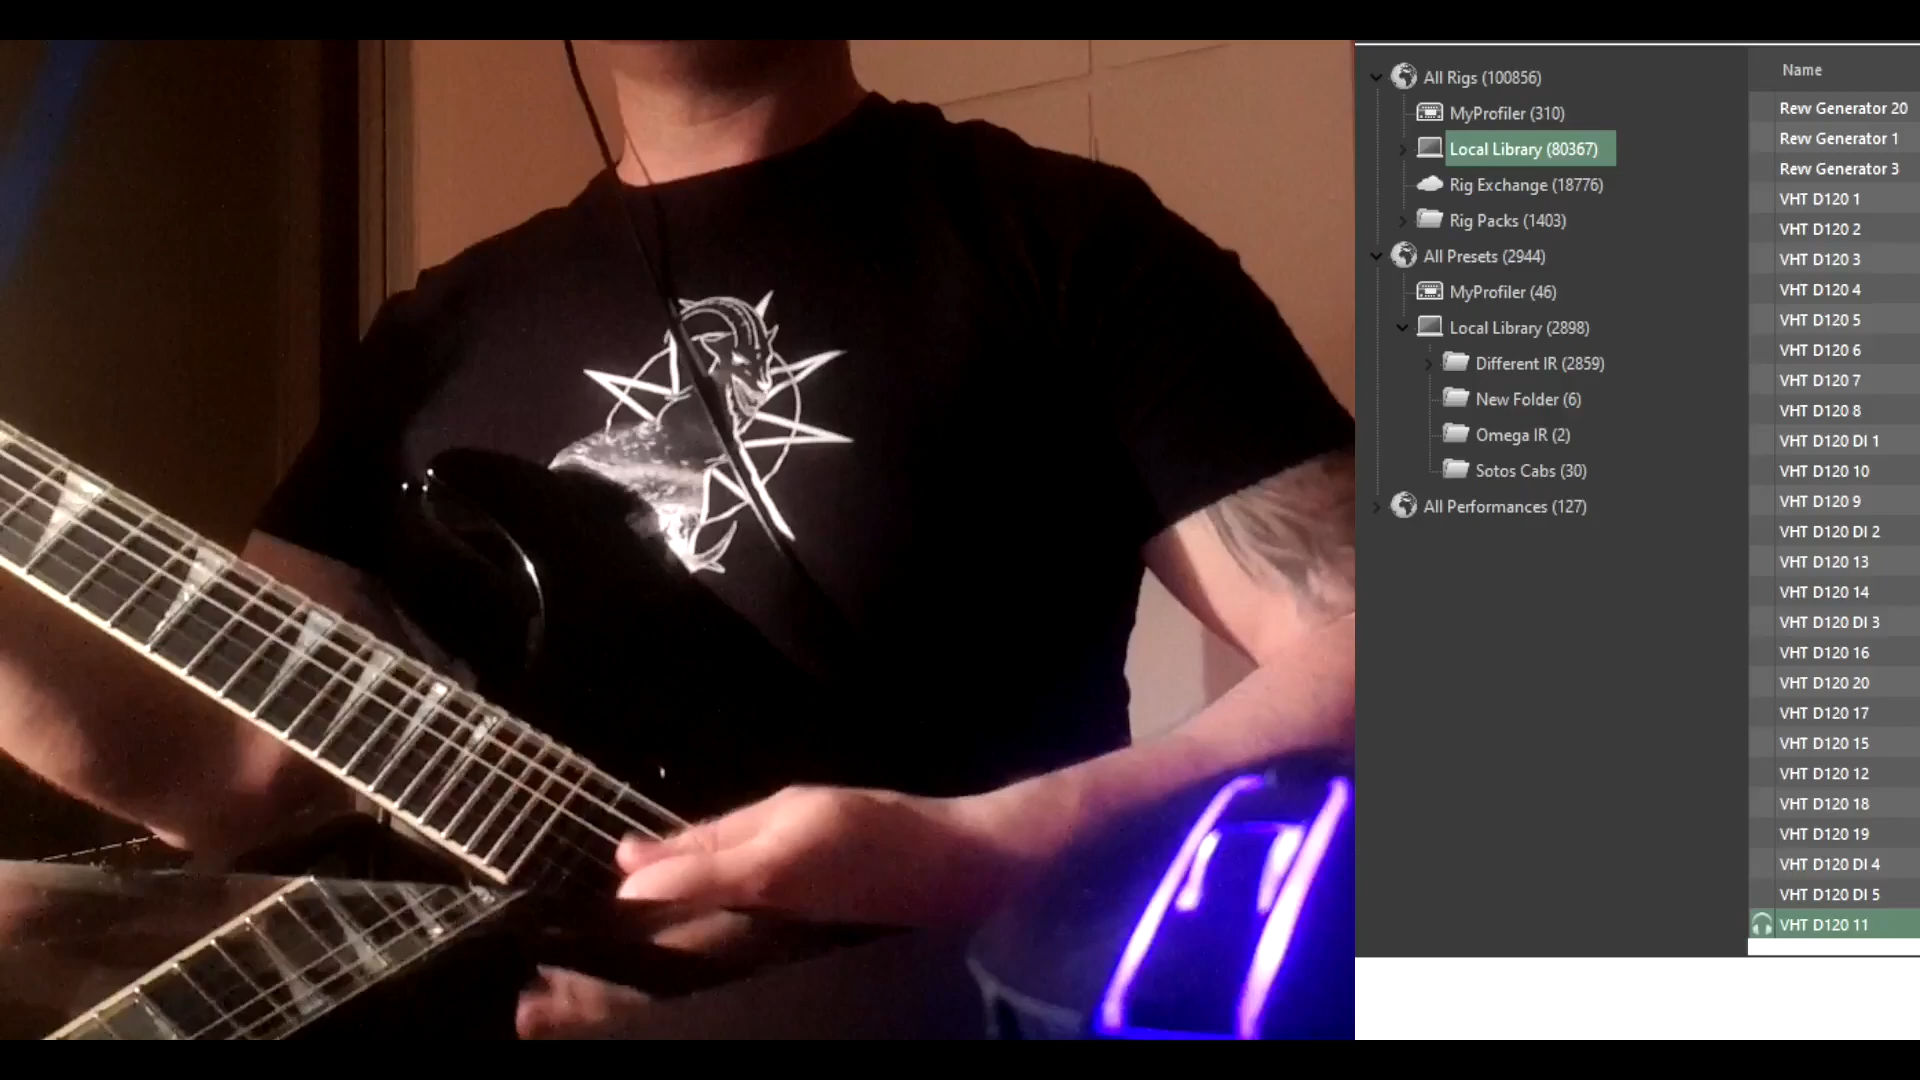 All Rigs (100856)
MyProfiler (310)
Local Library (80367)
Rig Exchange (18776)
Rig Packs (1403)
All Presets (2944)
MyProfiler (46)
Local Library (2898)
Different IR (2859)
New Folder (6)
Omega IR (2)
Sotos Cabs (30)
All Performances (127)
Name
Revv Generator 20
Revv Generator 1
Revv Generator 3
VHT D120 1
VHT D120 2
VHT D120 3
VHT D120 4
VHT D120 5
VHT D120 6
VHT D120 7
VHT D120 8
VHT D120 DI 1
VHT D120 10
VHT D120 9
VHT D120 DI 2
VHT D120 13
VHT D120 14
VHT D120 DI 3
VHT D120 16
VHT D120 20
VHT D120 17
VHT D120 15
VHT D120 12
VHT D120 18
VHT D120 19
VHT D120 DI 4
VHT D120 DI 5
VHT D120 11